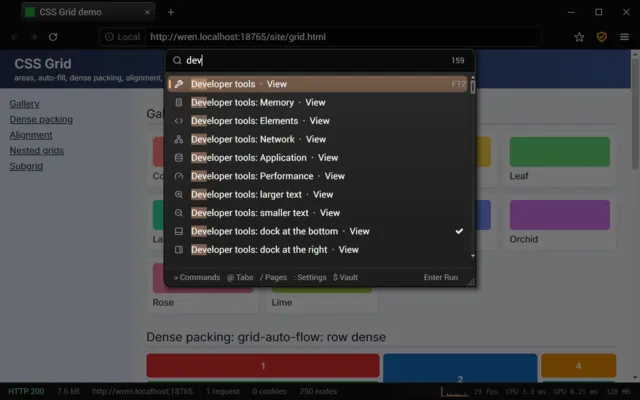 CSS Grid demo
Local http://wren.localhost:18765/site/grid.html
CSS Grid
areas, auto-fill, dense packing, alignment,
dev 159
Developer tools · View F12
Developer tools: Memory · View
Developer tools: Elements · View
Developer tools: Network · View
Developer tools: Application · View
Developer tools: Performance · View
Developer tools: larger text · View
Developer tools: smaller text · View
Developer tools: dock at the bottom · View
Developer tools: dock at the right · View
> Commands @ Tabs / Pages : Settings $ Vault Enter Run
Gallery
Dense packing
Alignment
Nested grids
Subgrid
Leaf
Orchid
Rose
Lime
Dense packing: grid-auto-flow: row dense
1
2
4
HTTP 200 · 7.6 kB · http://wren.localhost:18765 · 1 request · 0 cookies · 250 nodes
29 fps CPU 3.3 ms GPU 0.21 ms 128 MB